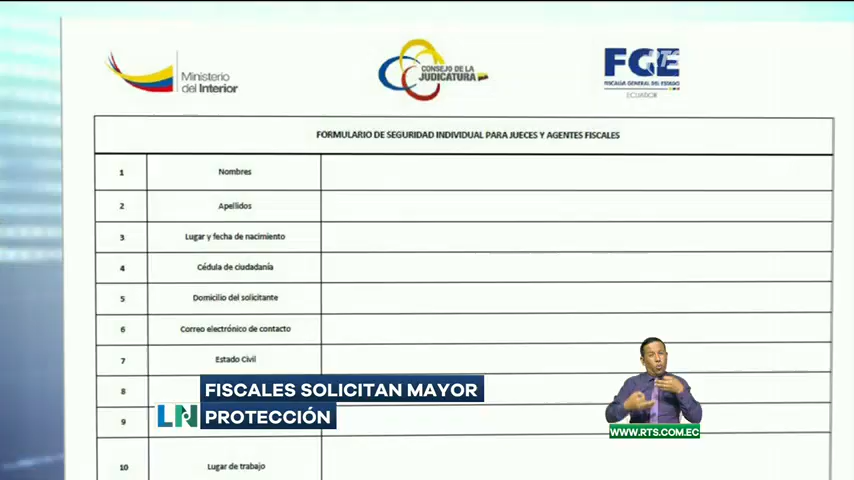 Ministerio
del Interior
CONSEJO DE LA
JUDICATURA
FGE
FISCALÍA GENERAL DEL ESTADO
ECUADOR
FORMULARIO DE SEGURIDAD INDIVIDUAL PARA JUECES Y AGENTES FISCALES
1 Nombres
2 Apellidos
3 Lugar y fecha de nacimiento
4 Cédula de ciudadanía
5 Domicilio del solicitante
6 Correo electrónico de contacto
7 Estado Civil
8
9
10 Lugar de trabajo
FISCALES SOLICITAN MAYOR
LN PROTECCIÓN
WWW.RTS.COM.EC